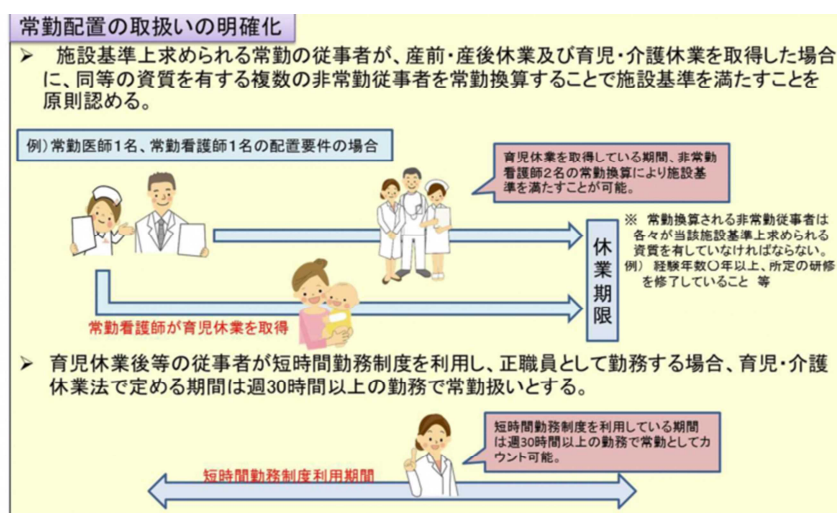 常勤配置の取扱いの明確化
➢ 施設基準上求められる常勤の従事者が、産前・産後休業及び育児・介護休業を取得した場合
に、同等の資質を有する複数の非常勤従事者を常勤換算することで施設基準を満たすことを
原則認める。
例)常勤医師1名、常勤看護師1名の配置要件の場合
育児休業を取得している期間、非常勤
看護師2名の常勤換算により施設基
準を満たすことが可能。
休業期限
※ 常勤換算される非常勤従事者は
各々が当該施設基準上求められる
資質を有していなければならない。
例) 経験年数〇年以上、所定の研修
を修了していること 等
常勤看護師が育児休業を取得
➢ 育児休業後等の従事者が短時間勤務制度を利用し、正職員として勤務する場合、育児・介護
休業法で定める期間は週30時間以上の勤務で常勤扱いとする。
短時間勤務制度を利用している期間
は週30時間以上の勤務で常勤としてカ
ウント可能。
短時間勤務制度利用期間